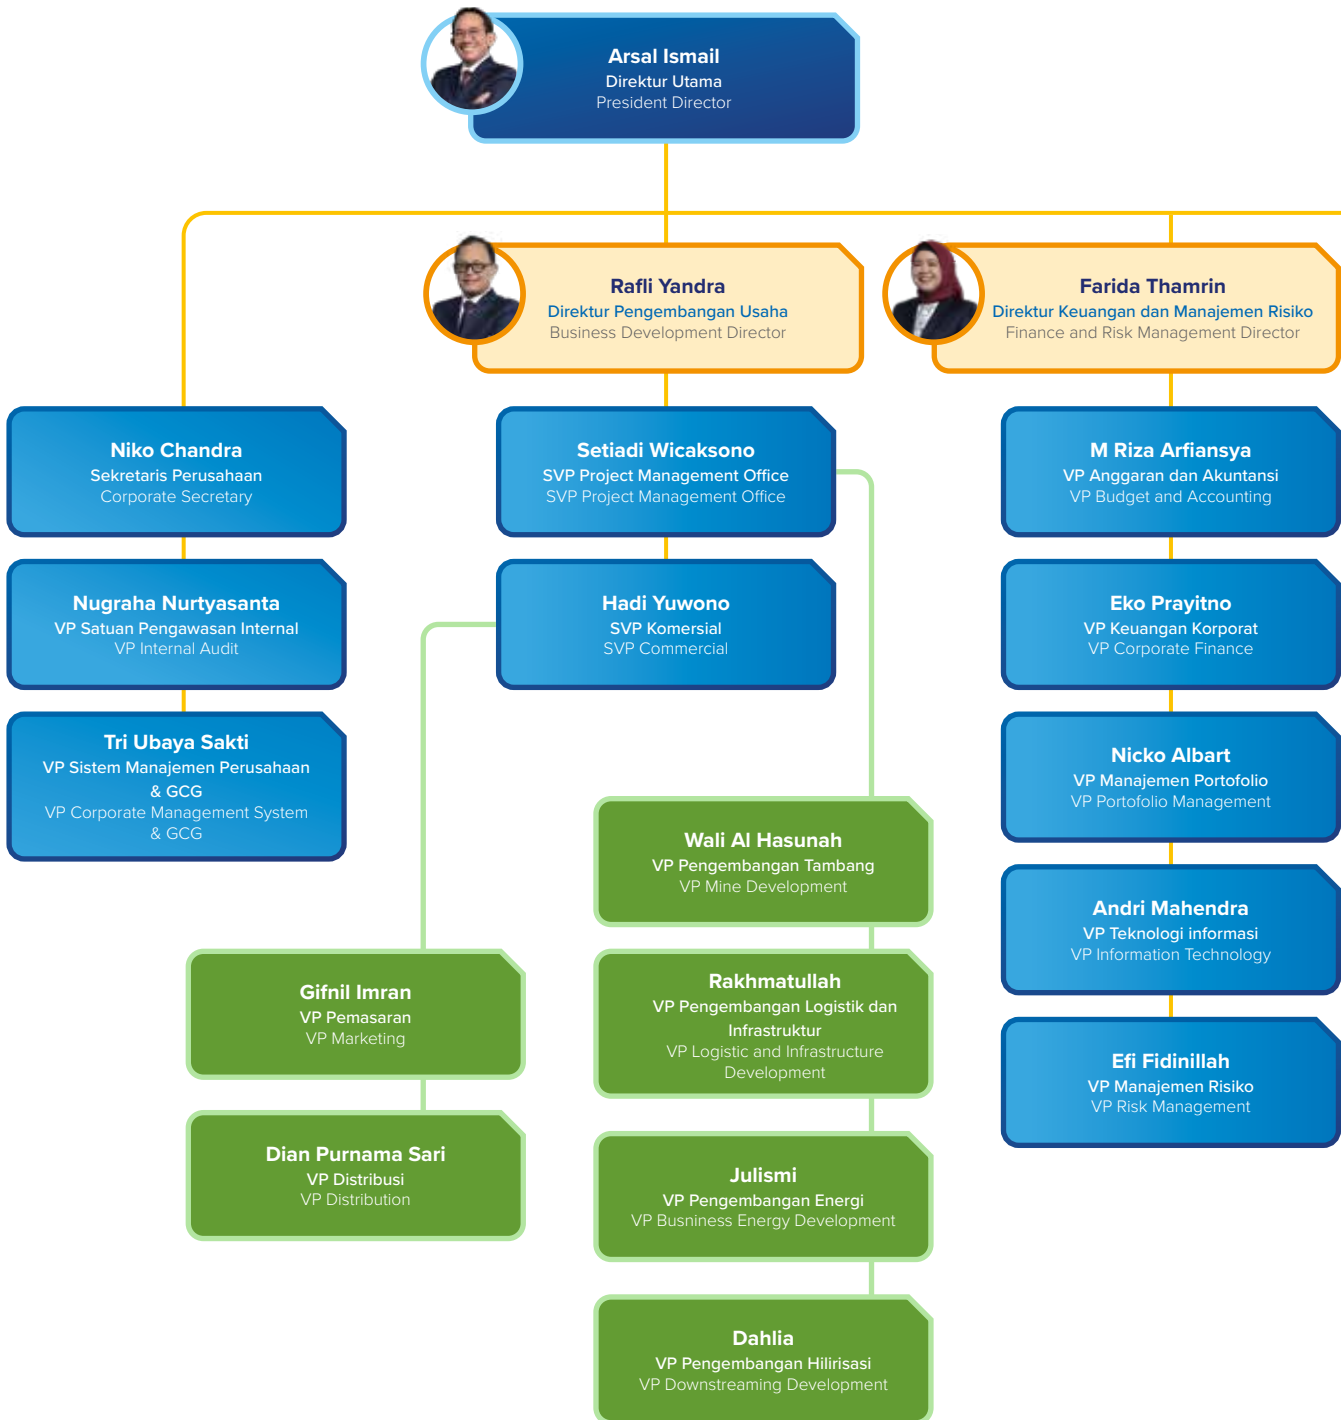 Arsal Ismail
Direktur Utama
President Director
Rafli Yandra
Direktur Pengembangan Usaha
Business Development Director
Farida Thamrin
Direktur Keuangan dan Manajemen Risiko
Finance and Risk Management Director
Niko Chandra
Sekretaris Perusahaan
Corporate Secretary
Nugraha Nurtyasanta
VP Satuan Pengawasan Internal
VP Internal Audit
Tri Ubaya Sakti
VP Sistem Manajemen Perusahaan
& GCG
VP Corporate Management System
& GCG
Setiadi Wicaksono
SVP Project Management Office
SVP Project Management Office
Hadi Yuwono
SVP Komersial
SVP Commercial
Gifnil Imran
VP Pemasaran
VP Marketing
Dian Purnama Sari
VP Distribusi
VP Distribution
Wali Al Hasunah
VP Pengembangan Tambang
VP Mine Development
Rakhmatullah
VP Pengembangan Logistik dan
Infrastruktur
VP Logistic and Infrastructure
Development
Julismi
VP Pengembangan Energi
VP Busniness Energy Development
Dahlia
VP Pengembangan Hilirisasi
VP Downstreaming Development
M Riza Arfiansya
VP Anggaran dan Akuntansi
VP Budget and Accounting
Eko Prayitno
VP Keuangan Korporat
VP Corporate Finance
Nicko Albart
VP Manajemen Portofolio
VP Portofolio Management
Andri Mahendra
VP Teknologi informasi
VP Information Technology
Efi Fidinillah
VP Manajemen Risiko
VP Risk Management